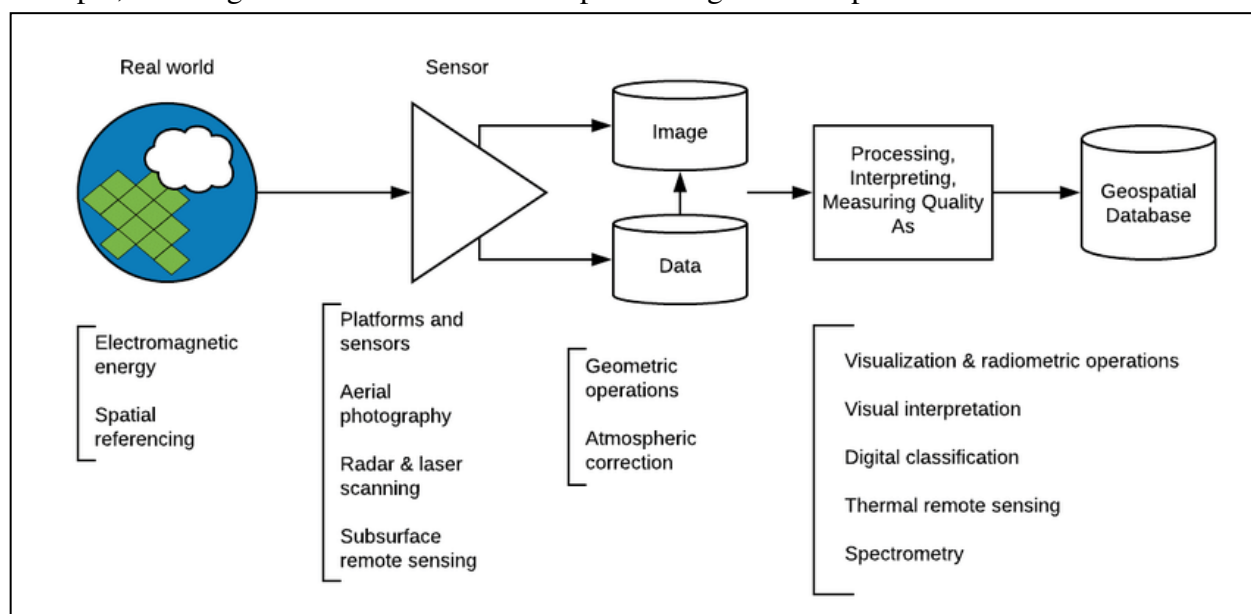 Real world
Sensor
Image
Data
Processing,
Interpreting,
Measuring Quality
As
Geospatial
Database
Electromagnetic
energy
Spatial
referencing
Platforms and
sensors
Aerial
photography
Radar & laser
scanning
Subsurface
remote sensing
Geometric
operations
Atmospheric
correction
Visualization & radiometric operations
Visual interpretation
Digital classification
Thermal remote sensing
Spectrometry